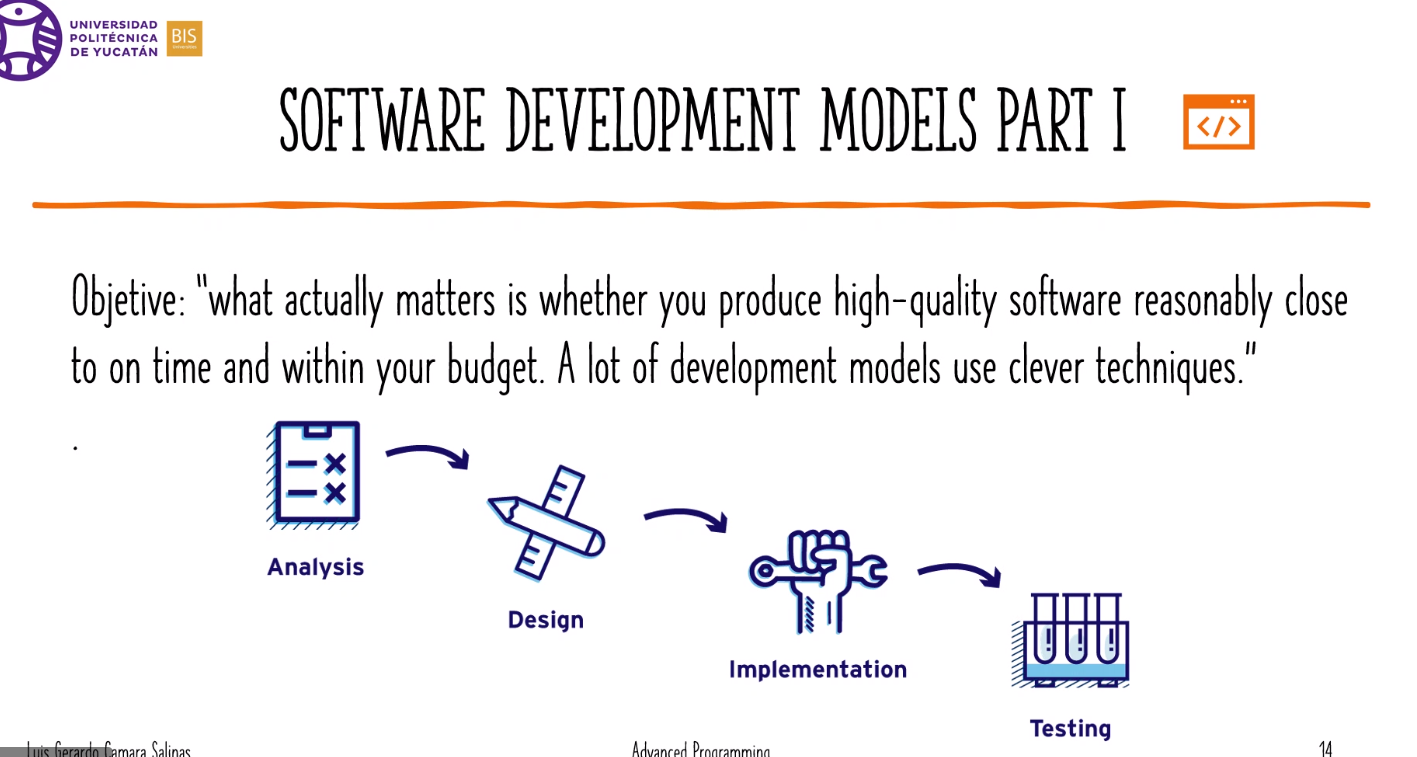 UNIVERSIDAD
POLITÉCNICA
DE YUCATÁN
BIS
Universities
SOFTWARE DEVELOPMENT MODELS PART I
</>
Objetive: "what actually matters is whether you produce high-quality software reasonably close
to on time and within your budget. A lot of development models use clever techniques."
.
Analysis
Design
Implementation
Testing
Luis Gerardo Camara Salinas
Advanced Programming
14